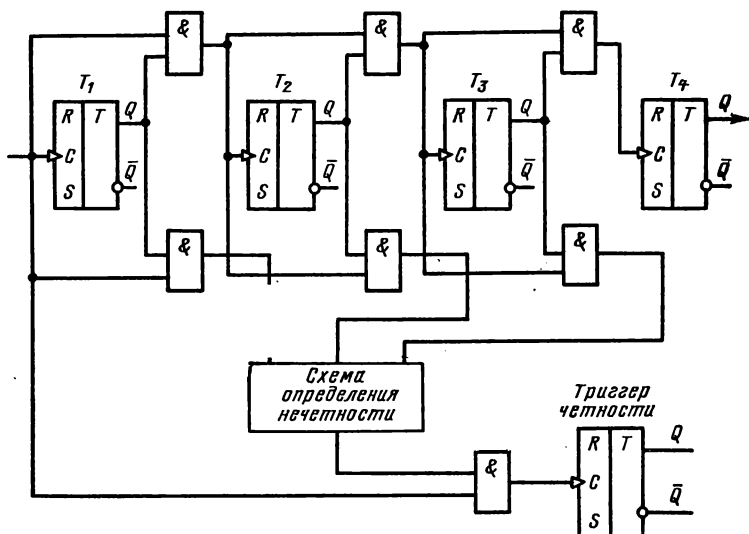 & & &
T₁ T₂ T₃ T₄
R T Q R T Q R T Q R T Q
C Q̅ C Q̅ C Q̅ C Q̅
S S S S
& & &
Схема
определения
нечетности
Триггер
четности
& R T Q
C Q̅
S